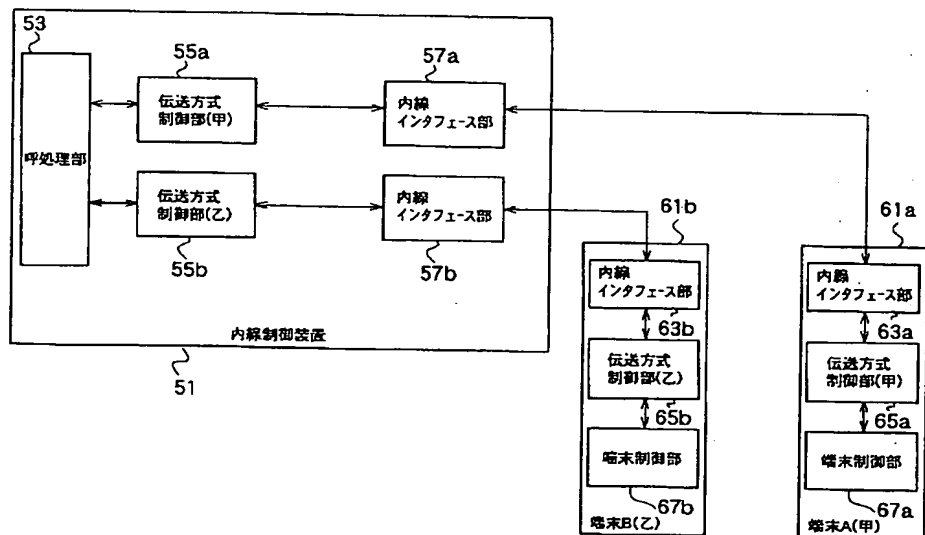 53
55a
57a
伝送方式
制御部(甲)
内線
インタフェース部
呼処理部
伝送方式
制御部(乙)
内線
インタフェース部
55b
57b
内線制御装置
51
61b
61a
内線
インタフェース部
63b
伝送方式
制御部(乙)
65b
端末制御部
67b
端末B(乙)
内線
インタフェース部
63a
伝送方式
制御部(甲)
65a
端末制御部
67a
端末A(甲)